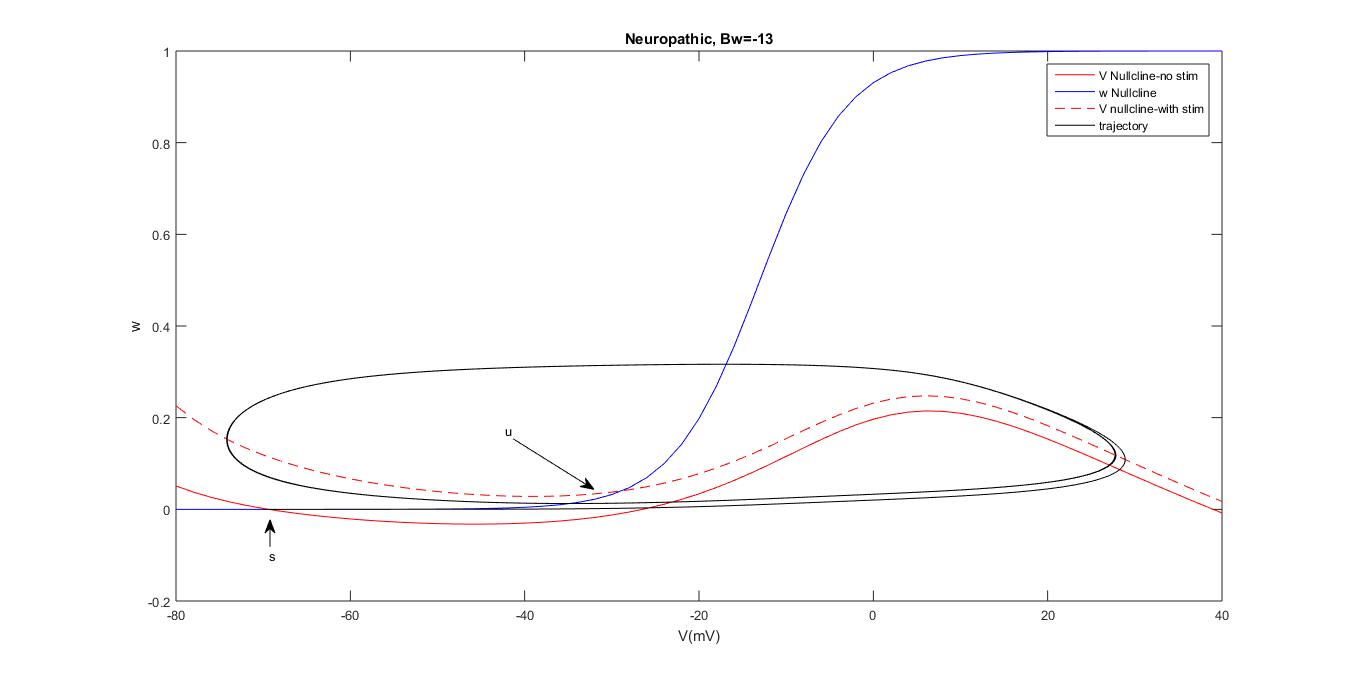 Neuropathic, Bw=-13
1
0.8
0.6
0.4
0.2
0
-0.2
w
V Nullcline-no stim
w Nullcline
V nullcline-with stim
trajectory
u
s
-80
-60
-40
-20
0
20
40
V(mV)